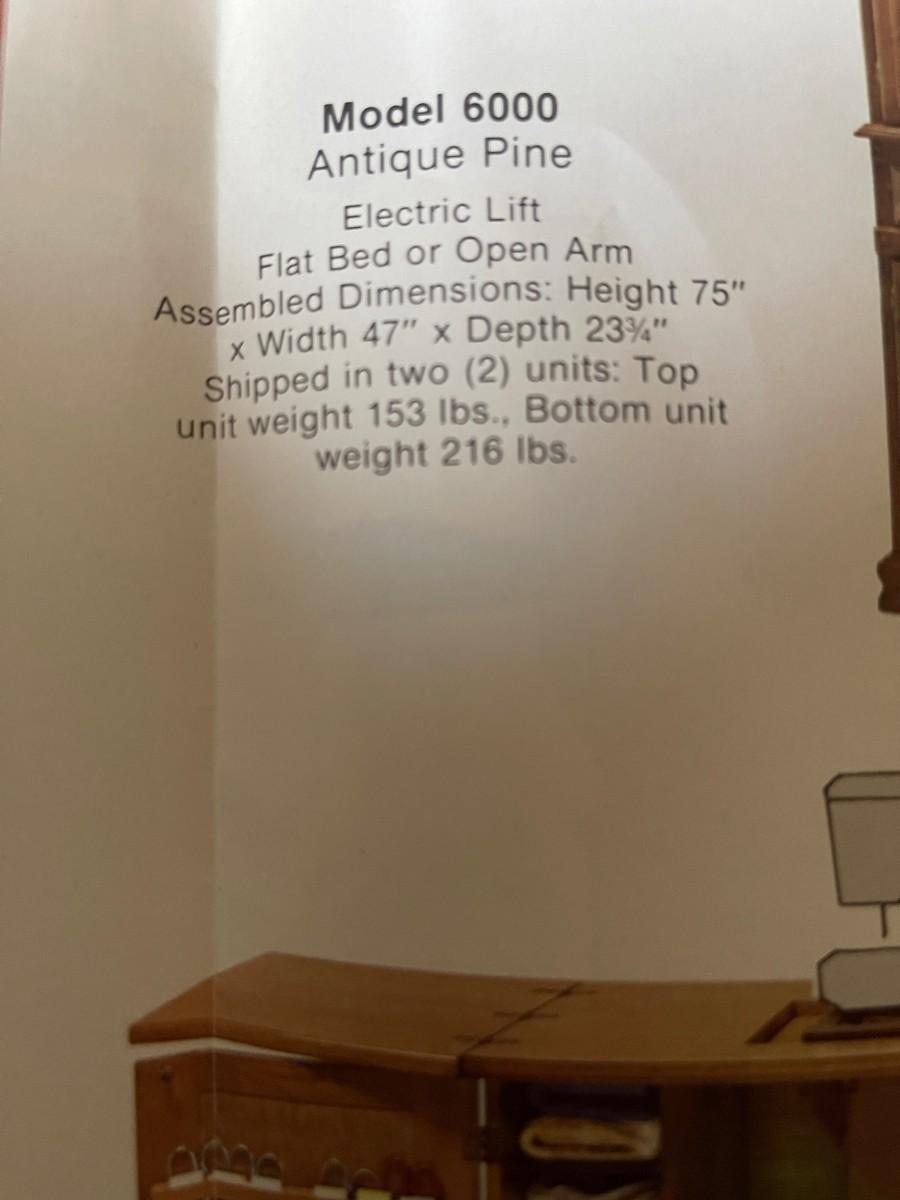 Model 6000
Antique Pine
Electric Lift
Flat Bed or Open Arm
Assembled Dimensions: Height 75"
x Width 47" x Depth 23¾"
Shipped in two (2) units: Top
unit weight 153 lbs., Bottom unit
weight 216 lbs.